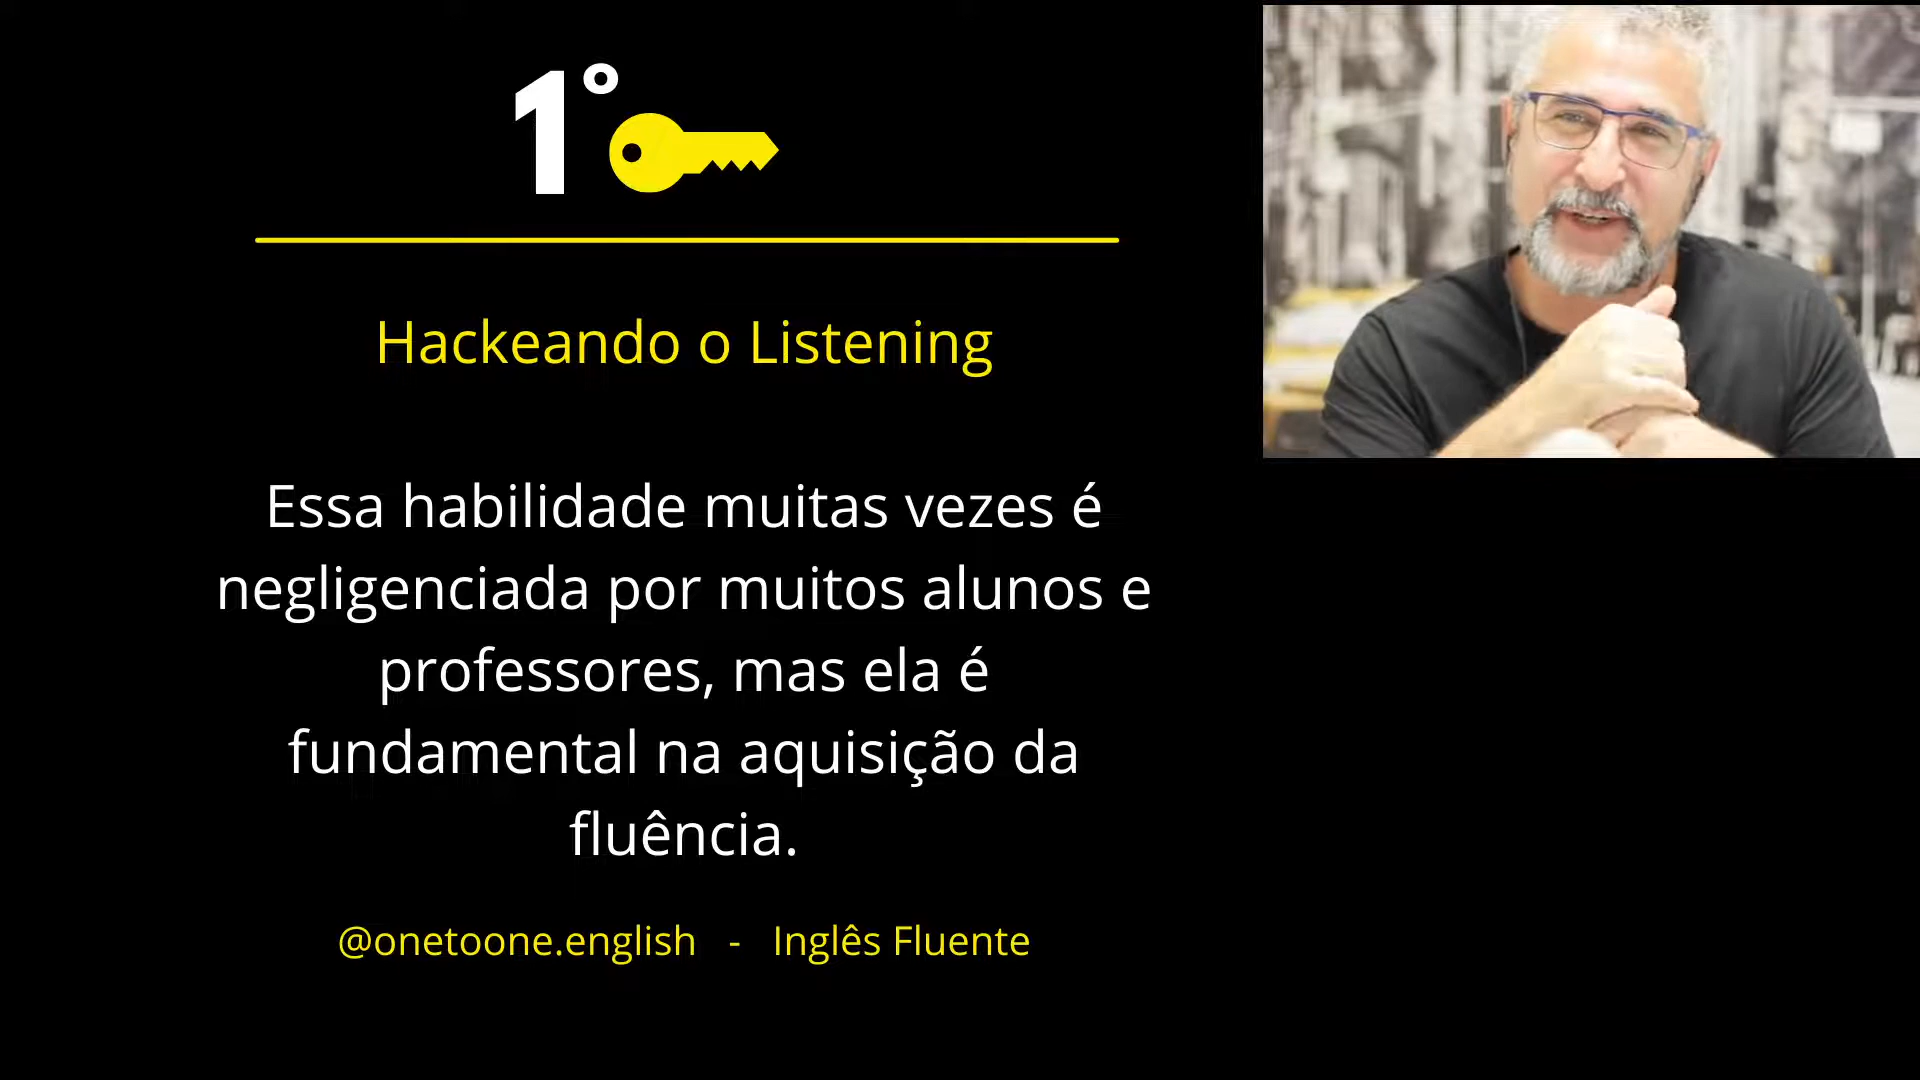 1°
Hackeando o Listening
Essa habilidade muitas vezes é
negligenciada por muitos alunos e
professores, mas ela é
fundamental na aquisição da
fluência.
@onetoone.english - Inglês Fluente